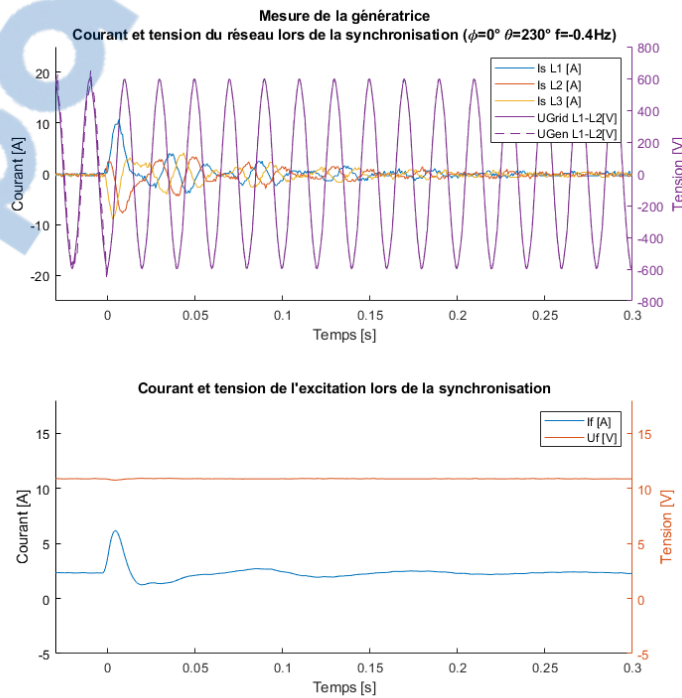 Mesure de la génératrice
Courant et tension du réseau lors de la synchronisation (ϕ=0° θ=230° f=-0.4Hz)
20
10
0
-10
-20
Courant [A]
800
600
400
200
0
-200
-400
-600
-800
Tension [V]
Is L1 [A]
Is L2 [A]
Is L3 [A]
UGrid L1-L2[V]
UGen L1-L2[V]
0
0.05
0.1
0.15
0.2
0.25
0.3
Temps [s]
Courant et tension de l'excitation lors de la synchronisation
15
10
5
0
-5
Courant [A]
15
10
5
0
-5
Tension [V]
If [A]
Uf [V]
0
0.05
0.1
0.15
0.2
0.25
0.3
Temps [s]